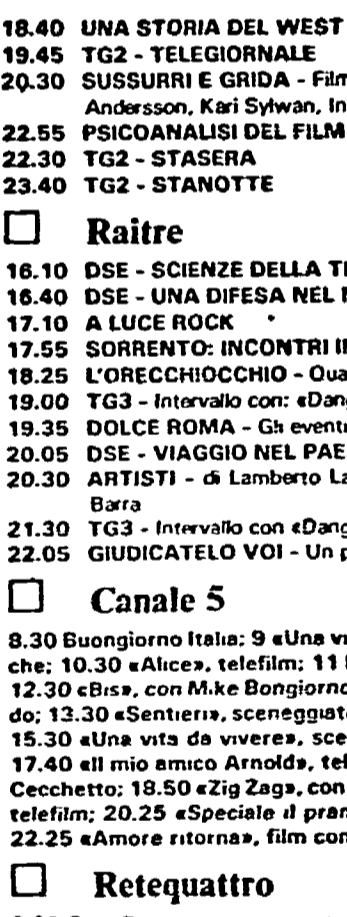 18.40 UNA STORIA DEL WEST
19.45 TG2 - TELEGIORNALE
20.30 SUSSURRI E GRIDA - Film
Andersson, Kari Sylwan, In
22.55 PSICOANALISI DEL FILM
22.30 TG2 - STASERA
23.40 TG2 - STANOTTE
Raitre
16.10 DSE - SCIENZE DELLA TE
16.40 DSE - UNA DIFESA NEL
17.10 A LUCE ROCK
17.55 SORRENTO: INCONTRI
18.25 L'ORECCHIOCCHIO - Qua
19.00 TG3 - Intervallo con: «Dang
19.35 DOLCE ROMA - Gli eventi
20.05 DSE - VIAGGIO NEL PAE
20.30 ARTISTI - di Lamberto La
Barra
21.30 TG3 - Intervallo con «Dang
22.05 GIUDICATELO VOI - Un p
Canale 5
8.30 Buongiorno Italia; 9 «Una vi
che; 10.30 «Alice», telefilm; 11
12.30 «Bis», con Mike Bongiorno
do; 13.30 «Sentieri», sceneggiat
15.30 «Una vita da vivere», sce
17.40 «Il mio amico Arnold», tel
Cecchetto; 18.50 «Zig Zag», con
telefilm; 20.25 «Speciale il pran
22.25 «Amore ritorna», film con
Retequattro